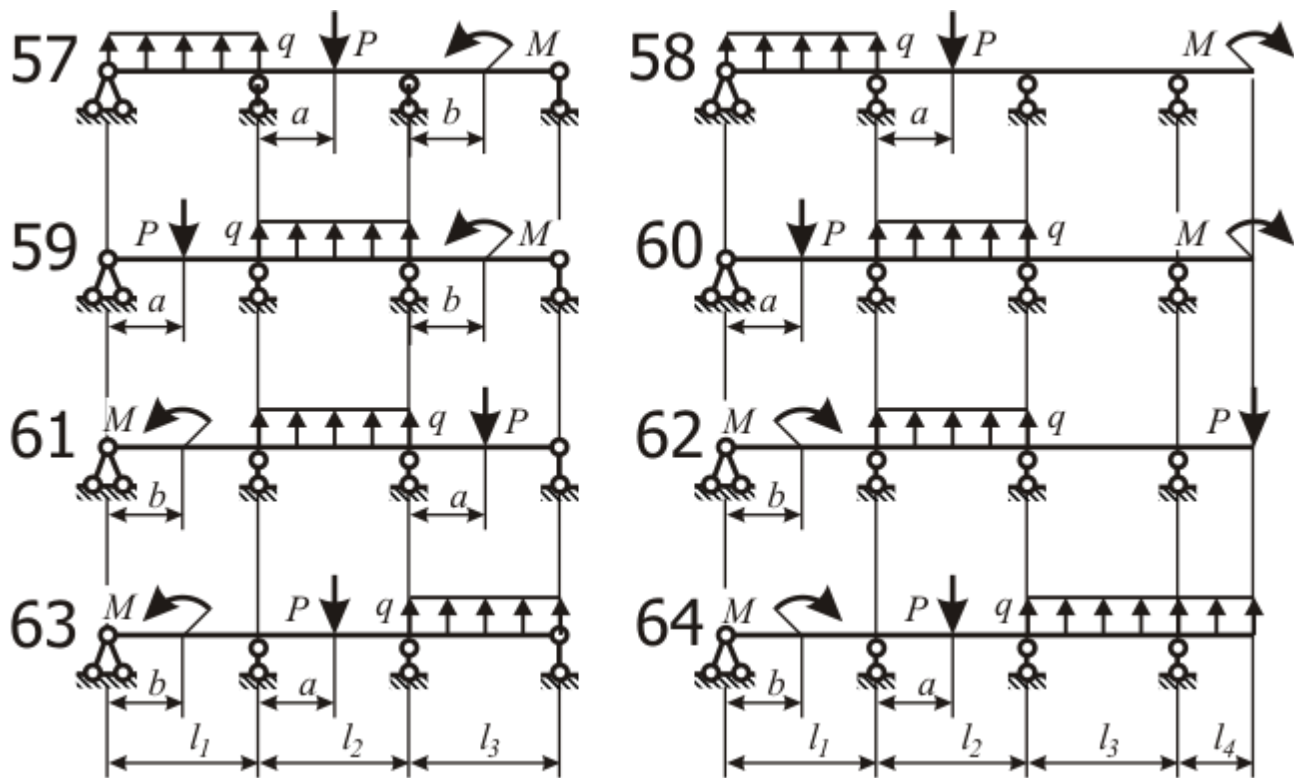 57 q P M
a b
58 q P M
a
59 P q M
a b
60 P q M
a
61 M q P
b a
62 M q P
b
63 M P q
b a
l1 l2 l3
64 M P q
b a
l1 l2 l3 l4